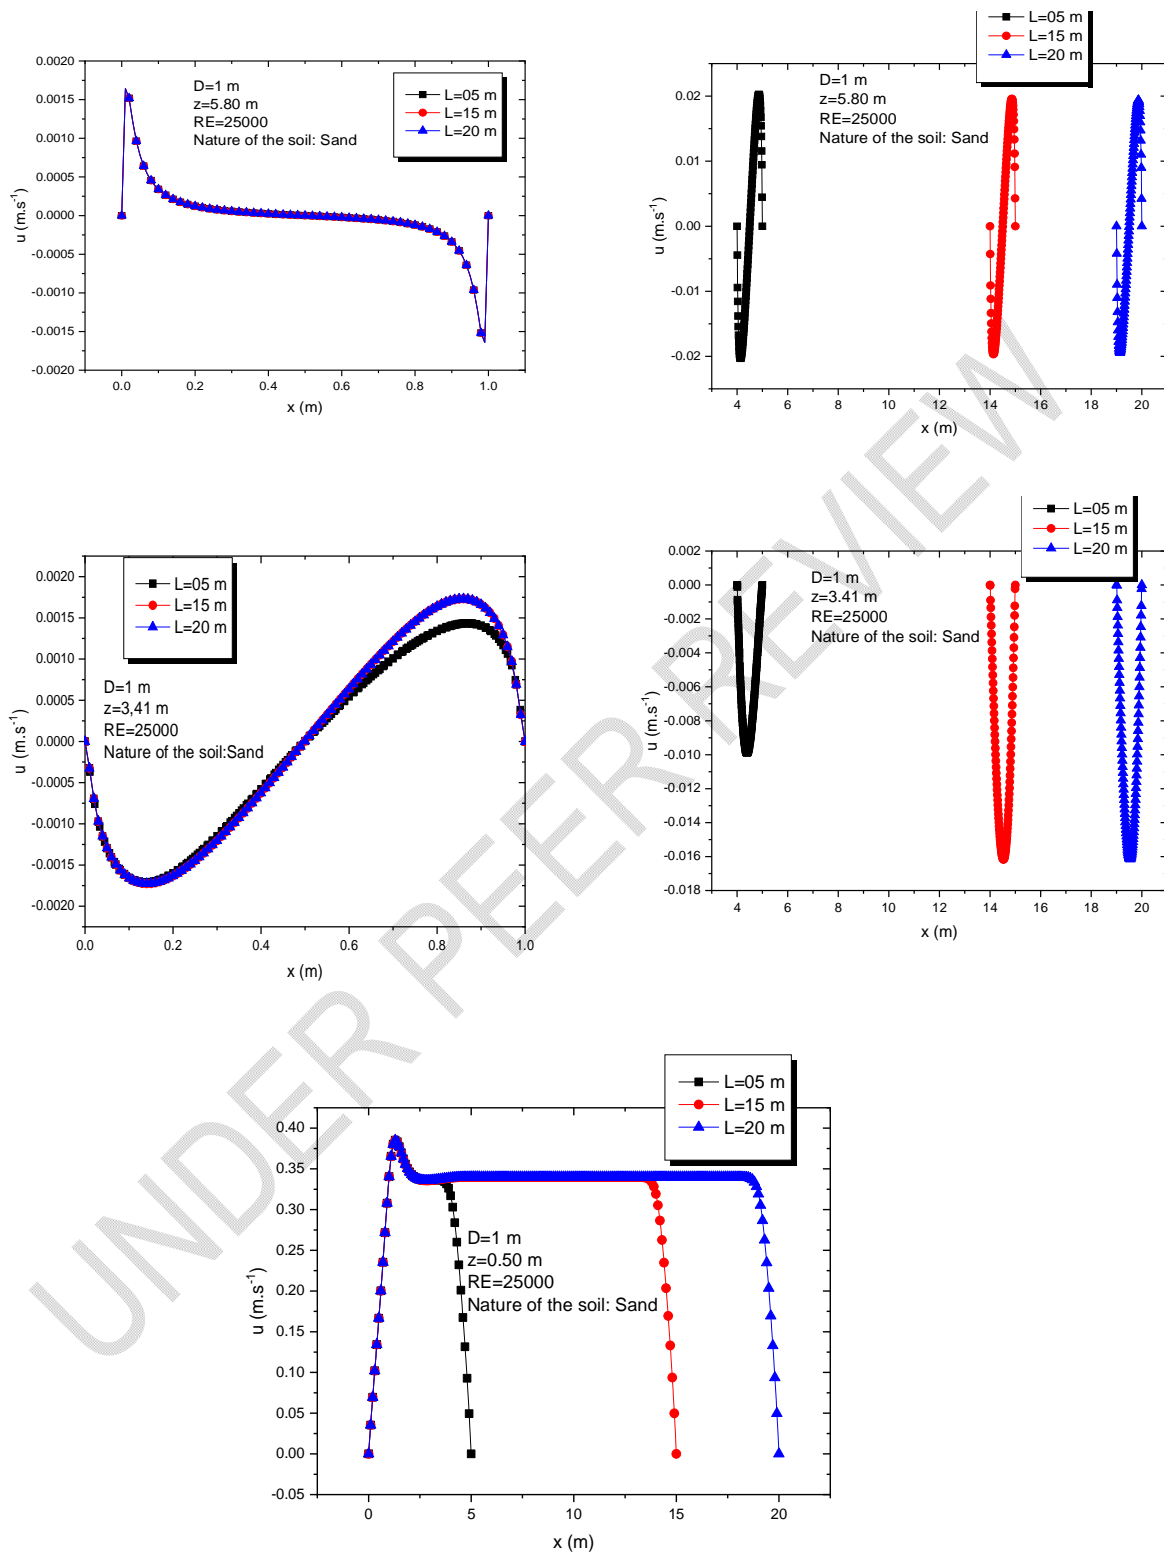 0.0020
0.0015
0.0010
0.0005
0.0000
-0.0005
-0.0010
-0.0015
-0.0020
u (m.s-1)
0.0 0.2 0.4 0.6 0.8 1.0
x (m)
D=1 m
z=5.80 m
RE=25000
Nature of the soil: Sand
L=05 m
L=15 m
L=20 m
L=05 m
L=15 m
L=20 m
D=1 m
z=5.80 m
RE=25000
Nature of the soil: Sand
0.02
0.01
0.00
-0.01
-0.02
u (m.s-1)
4 6 8 10 12 14 16 18 20
x (m)
L=05 m
L=15 m
L=20 m
0.0020
0.0015
0.0010
0.0005
0.0000
-0.0005
-0.0010
-0.0015
-0.0020
u (m.s-1)
D=1 m
z=3,41 m
RE=25000
Nature of the soil:Sand
0.0 0.2 0.4 0.6 0.8 1.0
x (m)
L=05 m
L=15 m
L=20 m
D=1 m
z=3.41 m
RE=25000
Nature of the soil: Sand
0.002
0.000
-0.002
-0.004
-0.006
-0.008
-0.010
-0.012
-0.014
-0.016
-0.018
u (m.s-1)
4 6 8 10 12 14 16 18 20
x (m)
L=05 m
L=15 m
L=20 m
0.40
0.35
0.30
0.25
0.20
0.15
0.10
0.05
0.00
-0.05
u (m.s-1)
D=1 m
z=0.50 m
RE=25000
Nature of the soil: Sand
0 5 10 15 20
x (m)
UNDER PEER REVIEW